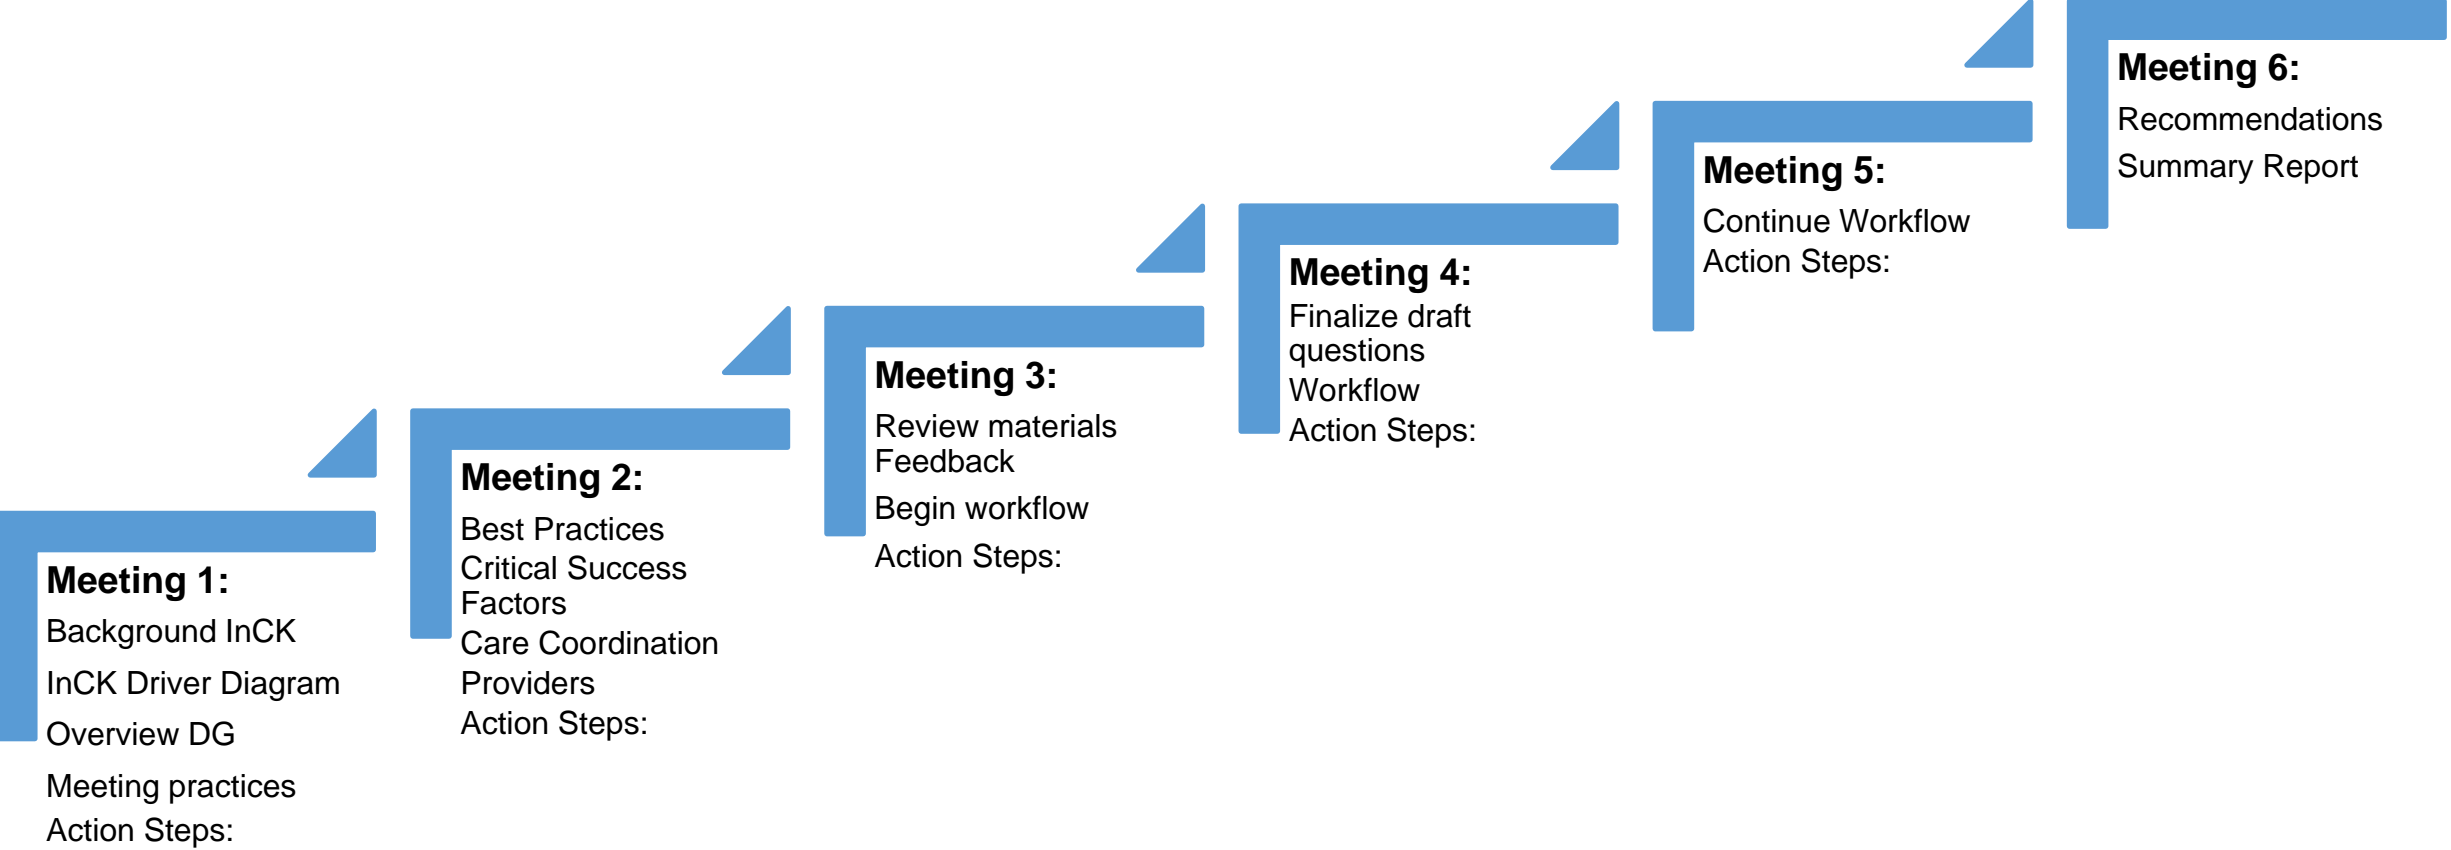 Meeting 1:
Background InCK
InCK Driver Diagram
Overview DG
Meeting practices
Action Steps:
Meeting 2:
Best Practices
Critical Success
Factors
Care Coordination
Providers
Action Steps:
Meeting 3:
Review materials
Feedback
Begin workflow
Action Steps:
Meeting 4:
Finalize draft
questions
Workflow
Action Steps:
Meeting 5:
Continue Workflow
Action Steps:
Meeting 6:
Recommendations
Summary Report